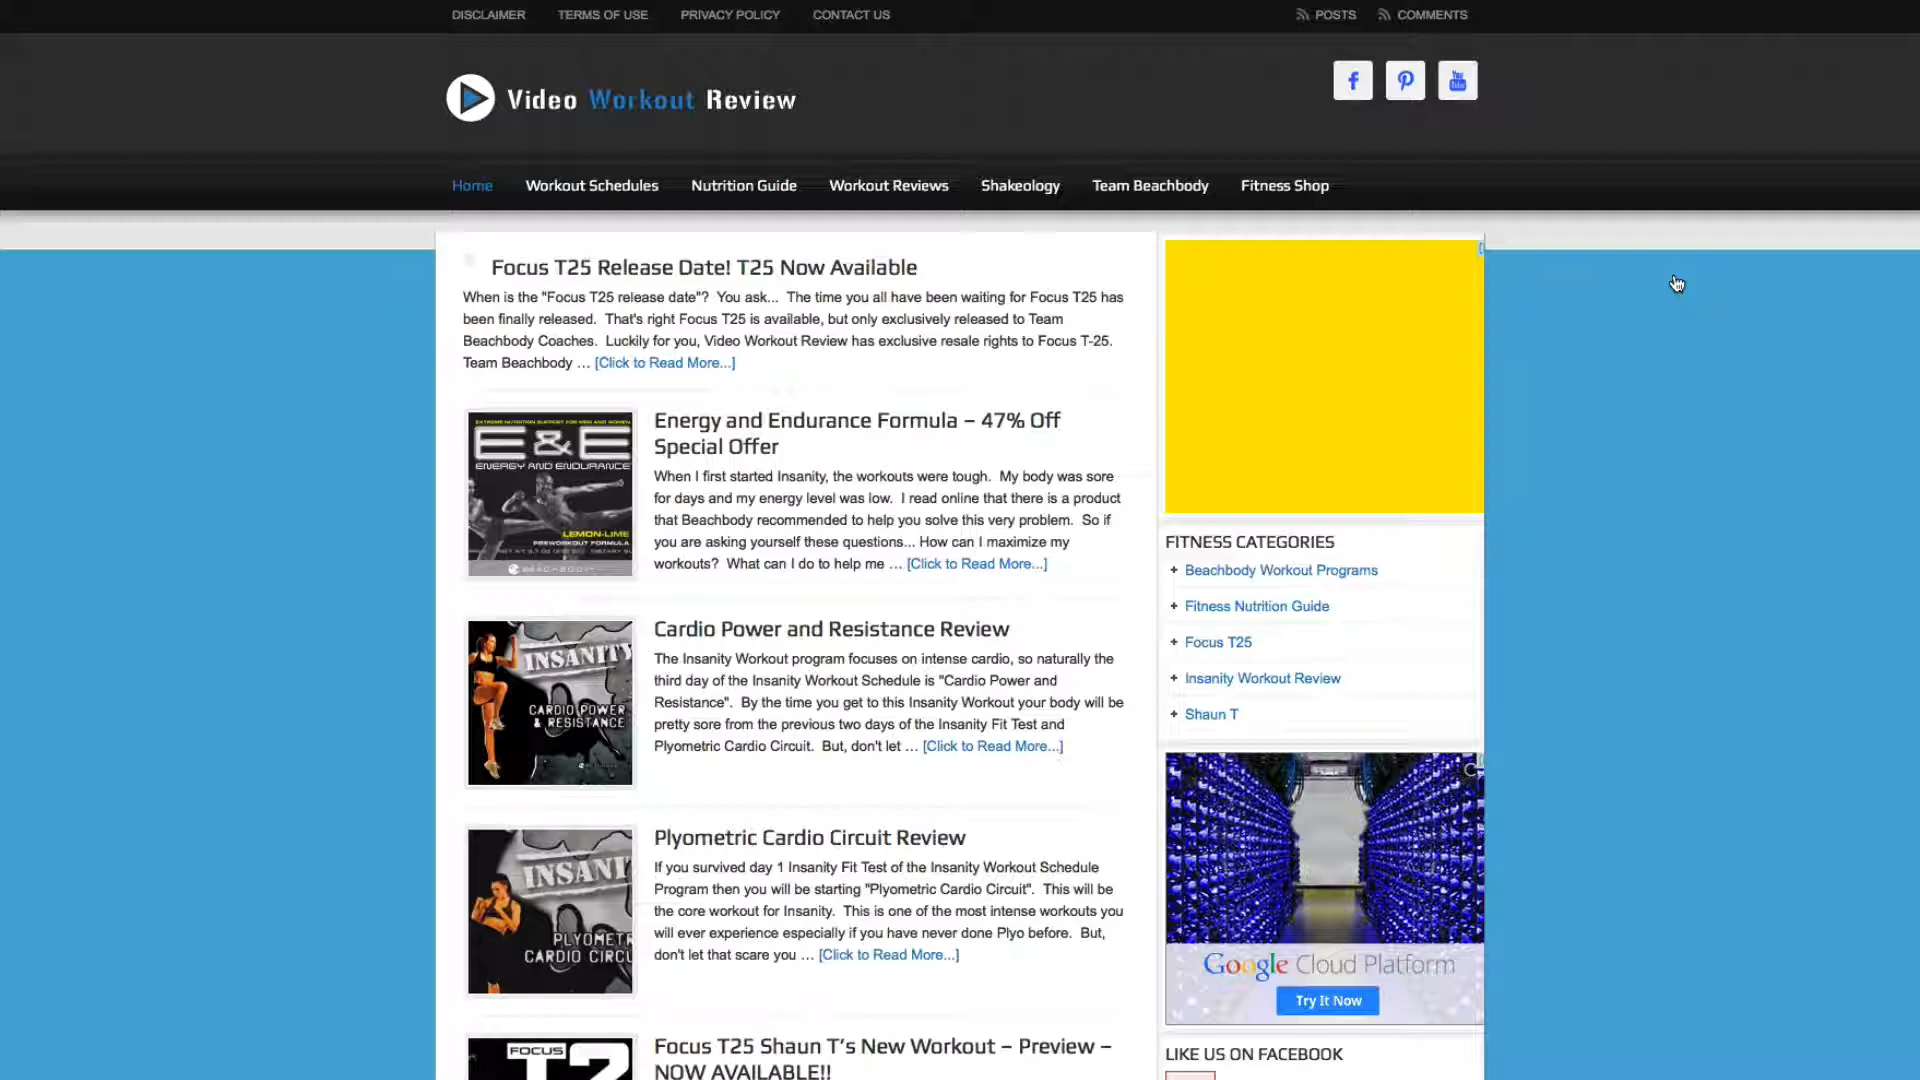 DISCLAIMER TERMS OF USE PRIVACY POLICY CONTACT US POSTS COMMENTS
Video Workout Review
You
Tube
Home Workout Schedules Nutrition Guide Workout Reviews Shakeology Team Beachbody Fitness Shop
Focus T25 Release Date! T25 Now Available
When is the "Focus T25 release date"? You ask... The time you all have been waiting for Focus T25 has
been finally released. That's right Focus T25 is available, but only exclusively released to Team
Beachbody Coaches. Luckily for you, Video Workout Review has exclusive resale rights to Focus T-25.
Team Beachbody … [Click to Read More...]
EXTREME NUTRITION SUPPORT FOR MEN AND WOMEN
E&E
ENERGY AND ENDURANCE
LEMON-LIME
PREWORKOUT FORMULA
BEACHBODY
Energy and Endurance Formula – 47% Off
Special Offer
When I first started Insanity, the workouts were tough. My body was sore
for days and my energy level was low. I read online that there is a product
that Beachbody recommended to help you solve this very problem. So if
you are asking yourself these questions... How can I maximize my
workouts? What can I do to help me … [Click to Read More...]
INSANITY
CARDIO POWER
& RESISTANCE
Cardio Power and Resistance Review
The Insanity Workout program focuses on intense cardio, so naturally the
third day of the Insanity Workout Schedule is "Cardio Power and
Resistance". By the time you get to this Insanity Workout your body will be
pretty sore from the previous two days of the Insanity Fit Test and
Plyometric Cardio Circuit. But, don't let … [Click to Read More...]
INSANIT
PLYOMETR
CARDIO CIRCU
Plyometric Cardio Circuit Review
If you survived day 1 Insanity Fit Test of the Insanity Workout Schedule
Program then you will be starting "Plyometric Cardio Circuit". This will be
the core workout for Insanity. This is one of the most intense workouts you
will ever experience especially if you have never done Plyo before. But,
don't let that scare you … [Click to Read More...]
FOCUS
T2
Focus T25 Shaun T's New Workout – Preview –
NOW AVAILABLE!!
FITNESS CATEGORIES
Beachbody Workout Programs
Fitness Nutrition Guide
Focus T25
Insanity Workout Review
Shaun T
Google Cloud Platform
Try It Now
LIKE US ON FACEBOOK